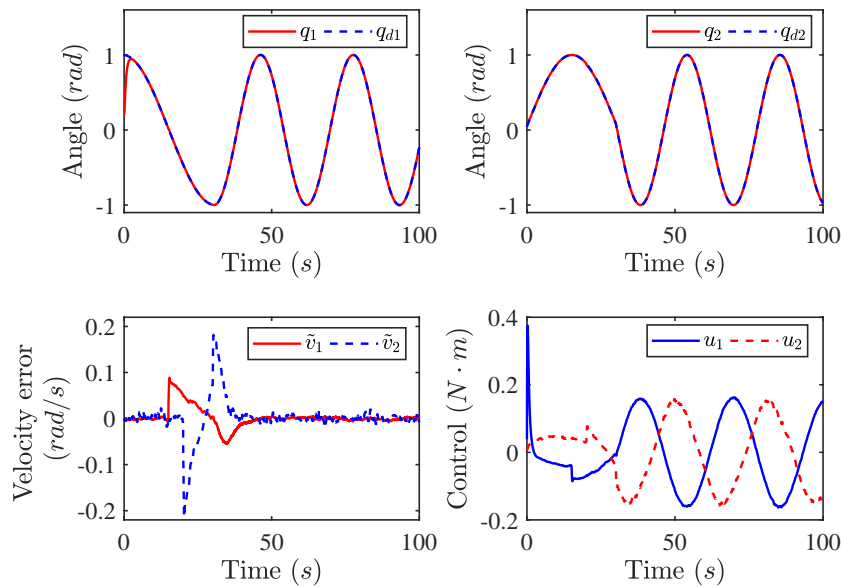 q1 qd1
1
0
-1
Angle (rad)
0 50 100
Time (s)
q2 qd2
1
0
-1
Angle (rad)
0 50 100
Time (s)
ṽ1 ṽ2
0.2
0.1
0
-0.1
-0.2
Velocity error
(rad/s)
0 50 100
Time (s)
u1 u2
0.4
0.2
0
-0.2
Control (N · m)
0 50 100
Time (s)